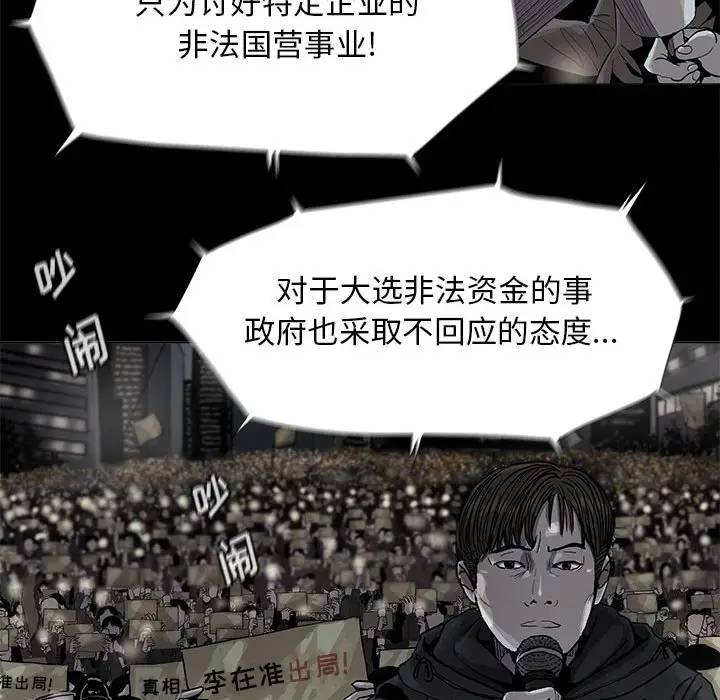 只为讨好特定企业的
非法国营事业!
吵
闹
对于大选非法资金的事
政府也采取不回应的态度...
吵
闹
准出局!
真相
李在准出局!